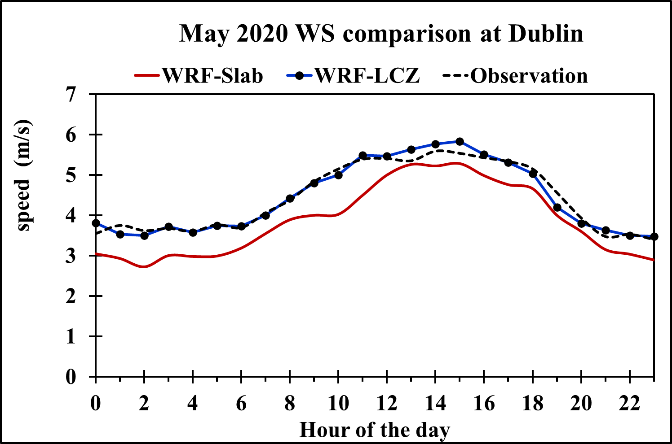 May 2020 WS comparison at Dublin
WRF-Slab WRF-LCZ Observation
7
6
5
4
3
2
1
0
speed (m/s)
0 2 4 6 8 10 12 14 16 18 20 22
Hour of the day